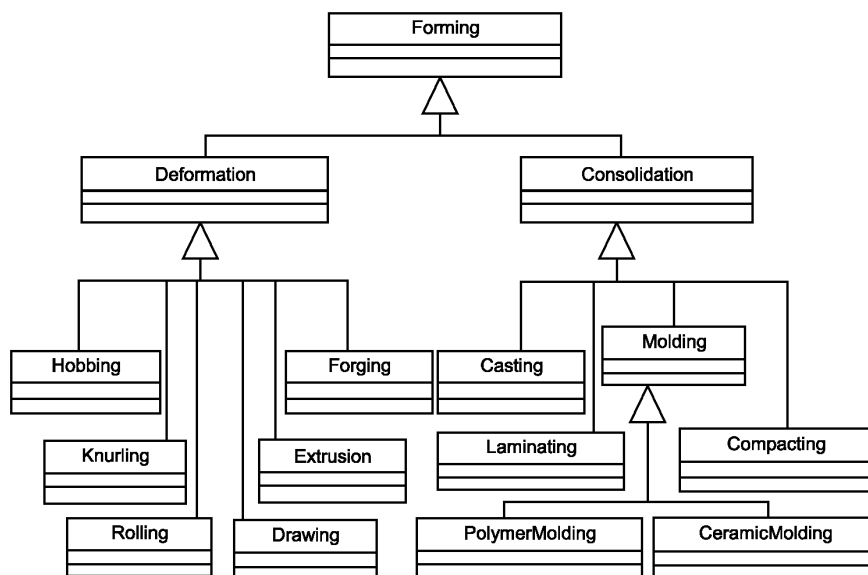 Forming
Deformation
Consolidation
Molding
Hobbing
Forging
Casting
Laminating
Compacting
Knurling
Extrusion
Rolling
Drawing
PolymerMolding
CeramicMolding